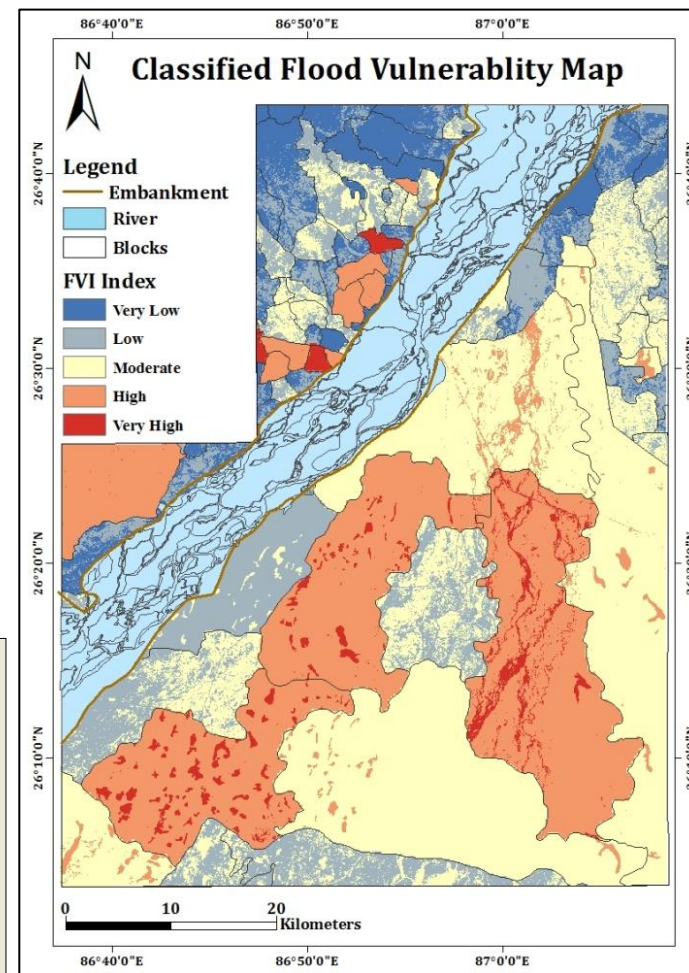 86°40'0"E 86°50'0"E 87°0'0"E
N
Classified Flood Vulnerablity Map
Legend
Embankment
River
Blocks
FVI Index
Very Low
Low
Moderate
High
Very High
26°40'0"N
26°30'0"N
26°20'0"N
26°10'0"N
0 10 20
Kilometers
86°40'0"E 86°50'0"E 87°0'0"E